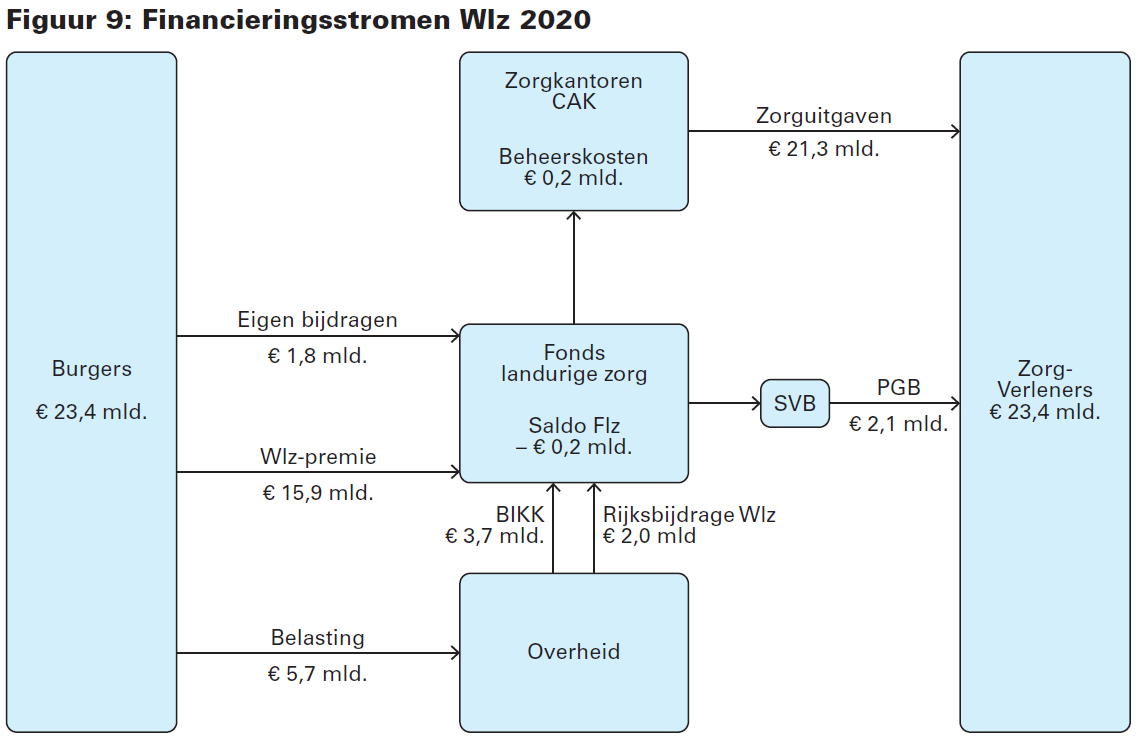 Figuur 9: Financieringsstromen Wlz 2020
Zorgkantoren
CAK
Beheerskosten
€ 0,2 mld.
Zorguitgaven
€ 21,3 mld.
Eigen bijdragen
€ 1,8 mld.
Burgers
€ 23,4 mld.
Fonds
landurige zorg
Saldo Flz
– € 0,2 mld.
SVB
PGB
€ 2,1 mld.
Zorg-
Verleners
€ 23,4 mld.
Wlz-premie
€ 15,9 mld.
BIKK
€ 3,7 mld.
Rijksbijdrage Wlz
€ 2,0 mld
Belasting
€ 5,7 mld.
Overheid